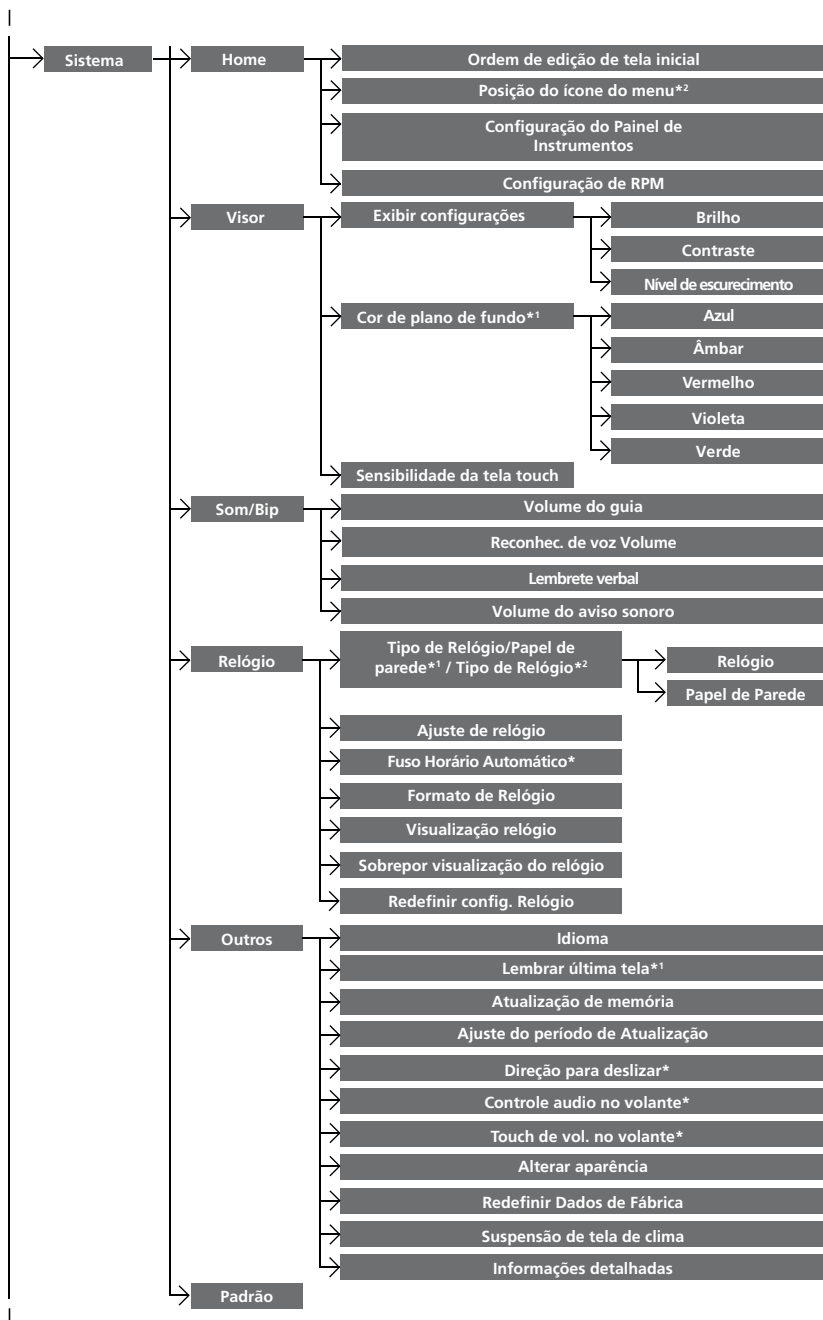 Sistema
Home
Ordem de edição de tela inicial
Posição do ícone do menu*2
Configuração do Painel de
Instrumentos
Configuração de RPM
Visor
Exibir configurações
Brilho
Contraste
Nível de escurecimento
Cor de plano de fundo*1
Azul
Âmbar
Vermelho
Violeta
Verde
Sensibilidade da tela touch
Som/Bip
Volume do guia
Reconhec. de voz Volume
Lembrete verbal
Volume do aviso sonoro
Relógio
Tipo de Relógio/Papel de
parede*1 / Tipo de Relógio*2
Relógio
Papel de Parede
Ajuste de relógio
Fuso Horário Automático*
Formato de Relógio
Visualização relógio
Sobrepor visualização do relógio
Redefinir config. Relógio
Outros
Idioma
Lembrar última tela*1
Atualização de memória
Ajuste do período de Atualização
Direção para deslizar*
Controle audio no volante*
Touch de vol. no volante*
Alterar aparência
Redefinir Dados de Fábrica
Suspensão de tela de clima
Informações detalhadas
Padrão